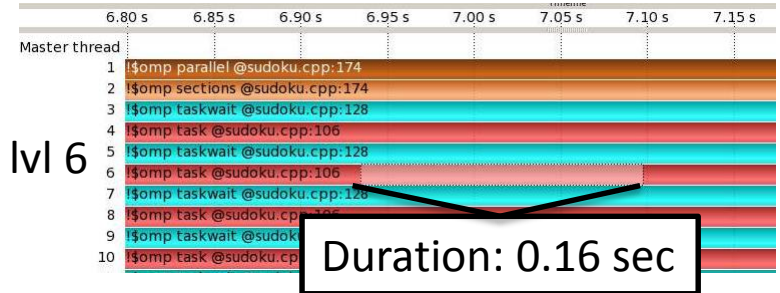 Timeline
6.80 s 6.85 s 6.90 s 6.95 s 7.00 s 7.05 s 7.10 s 7.15 s
Master thread
1 !$omp parallel @sudoku.cpp:174
2 !$omp sections @sudoku.cpp:174
3 !$omp taskwait @sudoku.cpp:128
4 !$omp task @sudoku.cpp:106
5 !$omp taskwait @sudoku.cpp:128
lvl 6
6 !$omp task @sudoku.cpp:106
7 !$omp taskwait @sudoku.cpp:128
8 !$omp task @sudoku.cpp:106
9 !$omp taskwait @sudok
10 !$omp task @sudoku.cp
Duration: 0.16 sec